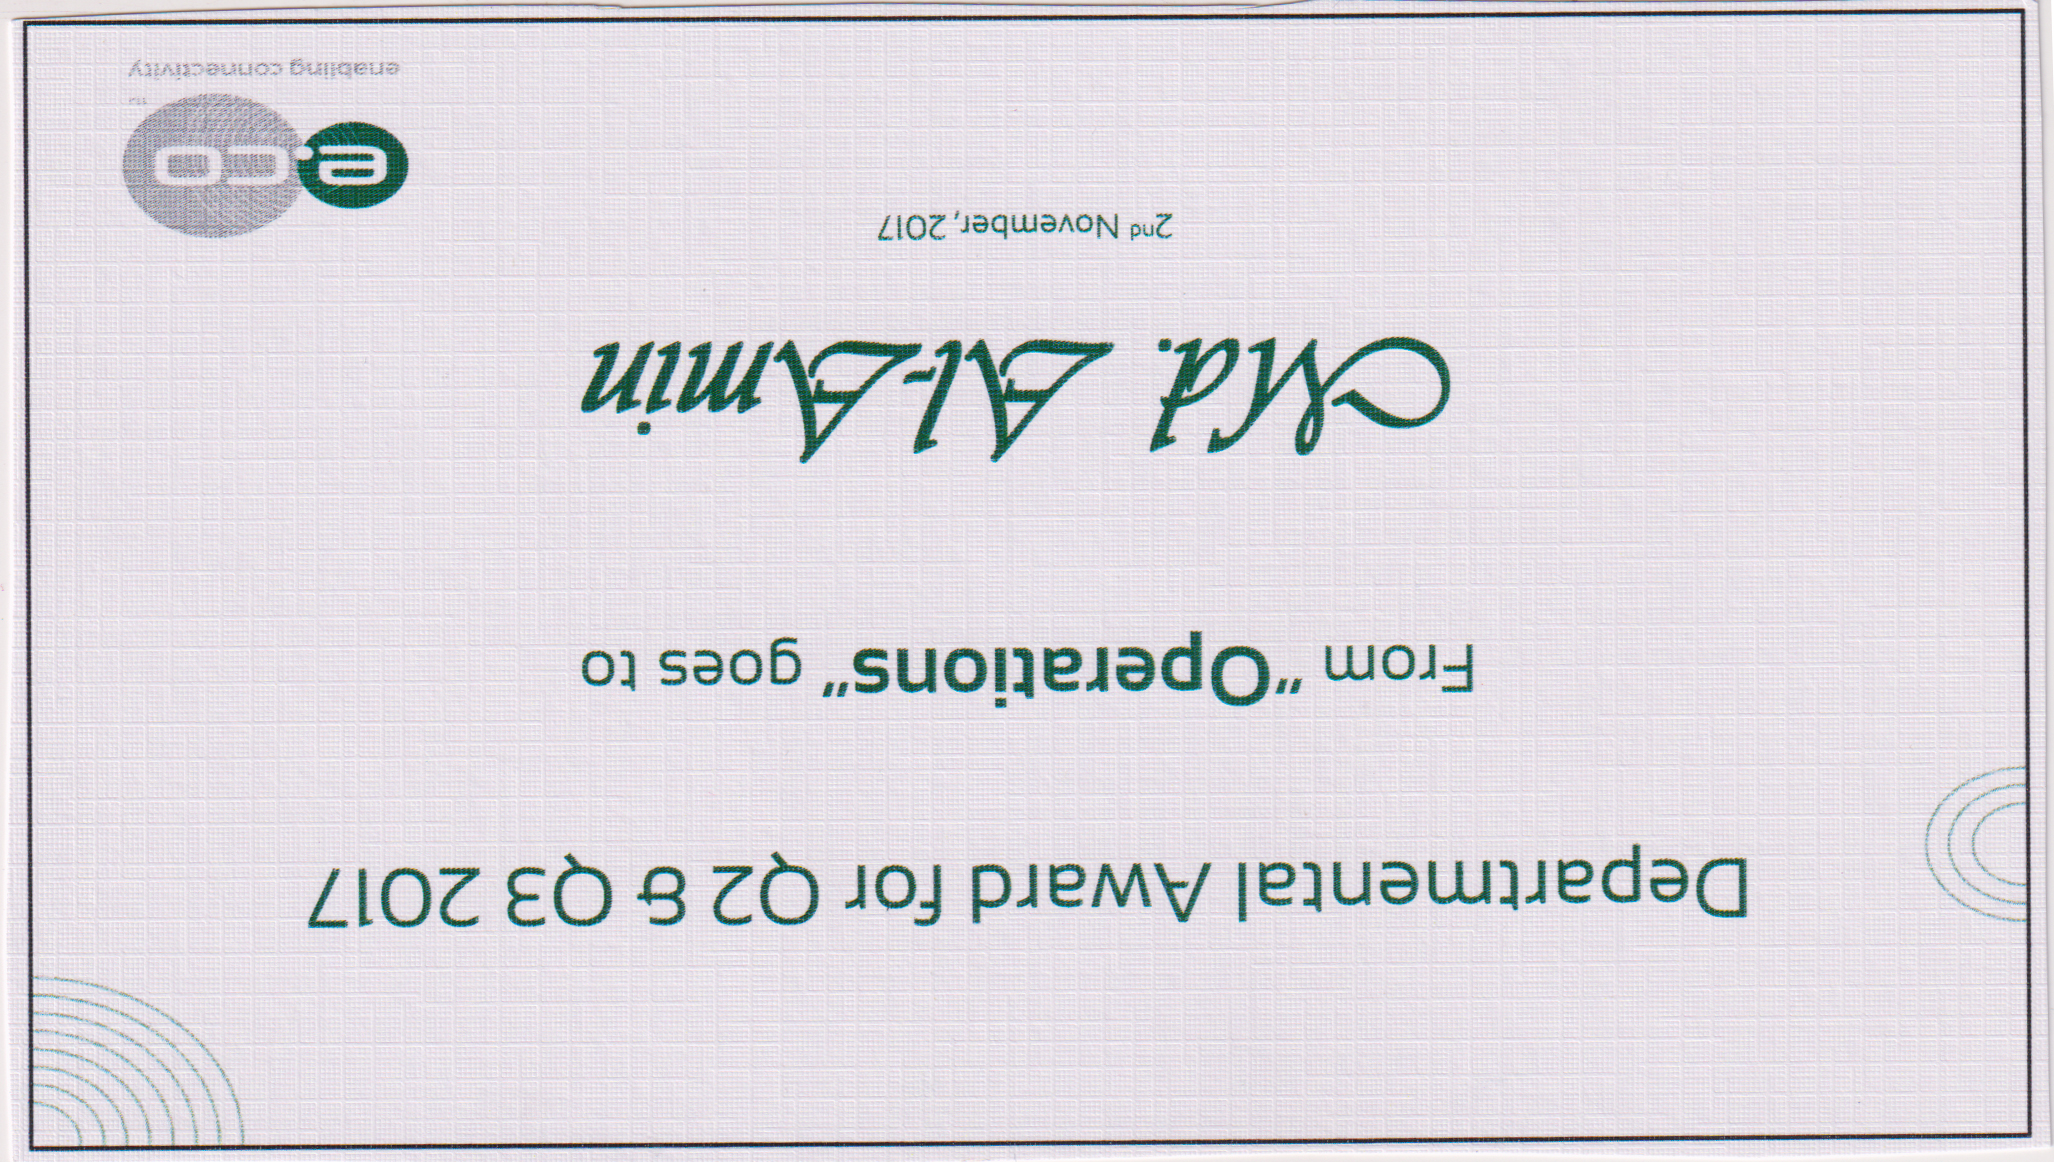 Departmental Award for Q2 & Q3 2017
From "Operations" goes to
Md. Al-Amin
2nd November, 2017
e.co
TM
enabling connectivity